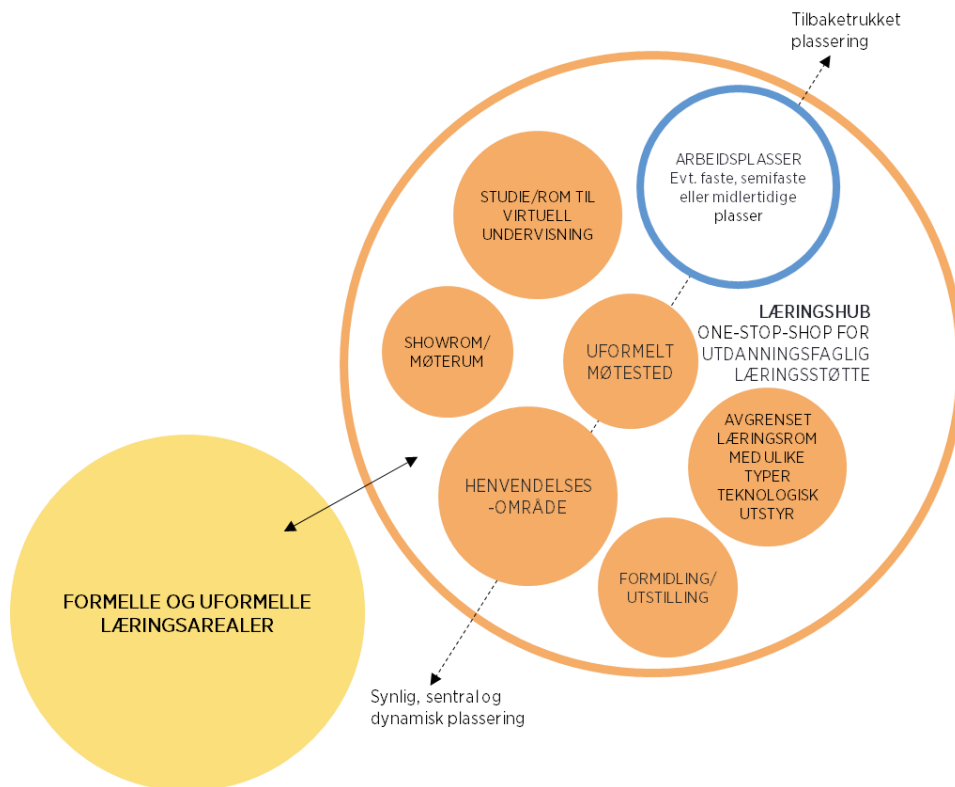 Tilbaketrukket
plassering
ARBEIDSPLASSER
Evt. faste, semifaste
eller midlertidige
plasser
STUDIE/ROM TIL
VIRTUELL
UNDERVISNING
LÆRINGSHUB
ONE-STOP-SHOP FOR
UTDANNINGSFAGLIG
LÆRINGSSTØTTE
SHOWROM/
MØTERUM
UFORMELT
MØTESTED
AVGRENSET
LÆRINGSROM
MED ULIKE
TYPER
TEKNOLOGISK
UTSTYR
HENVENDELSES
-OMRÅDE
FORMIDLING/
UTSTILLING
FORMELLE OG UFORMELLE
LÆRINGSAREALER
Synlig, sentral og
dynamisk plassering